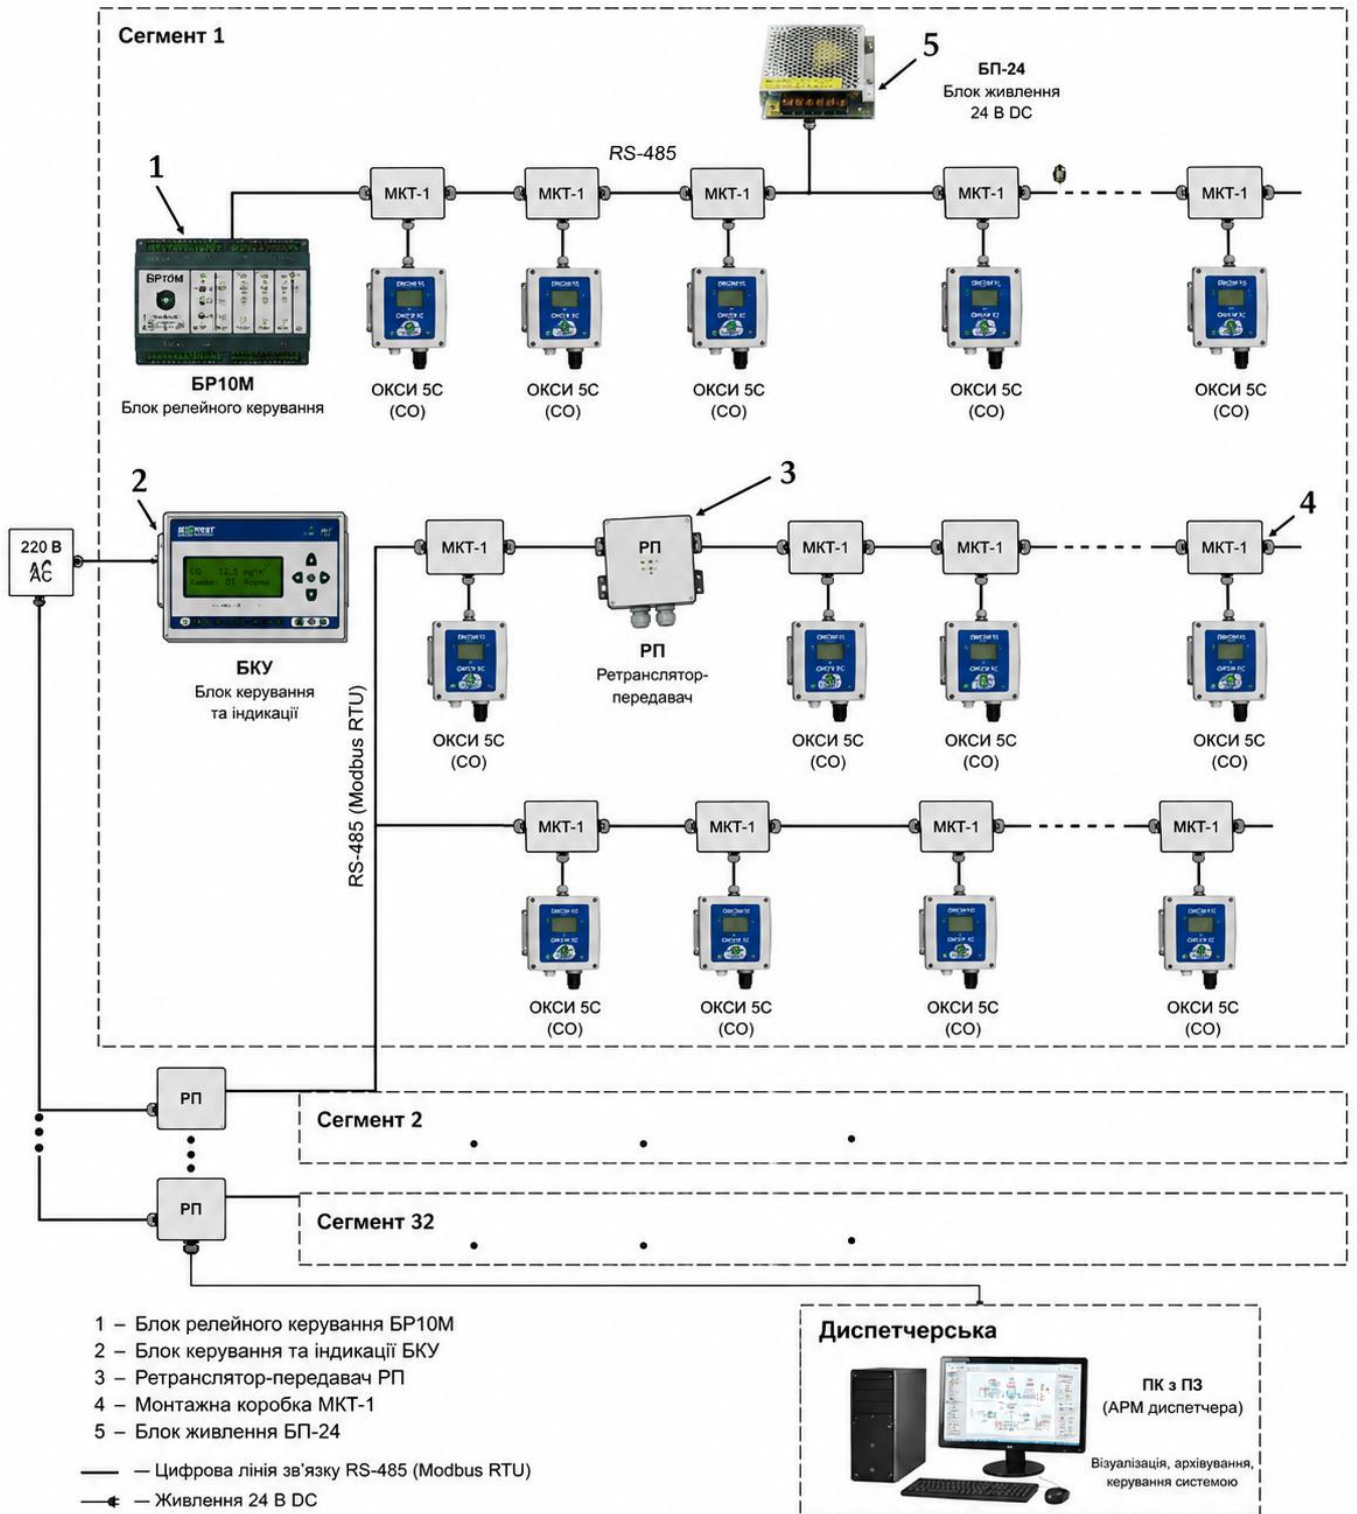 Сегмент 1
5
БП-24
Блок живлення
24 В DC
RS-485
1
МКТ-1
МКТ-1
МКТ-1
МКТ-1
МКТ-1
БР10М
БР10М
Блок релейного керування
ОКСИ 5С
(СО)
ОКСИ 5С
(СО)
ОКСИ 5С
(СО)
ОКСИ 5С
(СО)
ОКСИ 5С
(СО)
2
3
4
220 В
АС
МКТ-1
РП
МКТ-1
МКТ-1
МКТ-1
БКУ
Блок керування
та індикації
РП
Ретранслятор-
передавач
RS-485 (Modbus RTU)
ОКСИ 5С
(СО)
ОКСИ 5С
(СО)
ОКСИ 5С
(СО)
ОКСИ 5С
(СО)
МКТ-1
МКТ-1
МКТ-1
МКТ-1
ОКСИ 5С
(СО)
ОКСИ 5С
(СО)
ОКСИ 5С
(СО)
ОКСИ 5С
(СО)
РП
Сегмент 2
РП
Сегмент 32
1 – Блок релейного керування БР10М
2 – Блок керування та індикації БКУ
3 – Ретранслятор-передавач РП
4 – Монтажна коробка МКТ-1
5 – Блок живлення БП-24
— Цифрова лінія зв'язку RS-485 (Modbus RTU)
— Живлення 24 В DC
Диспетчерська
ПК з ПЗ
(АРМ диспетчера)
Візуалізація, архівування,
керування системою